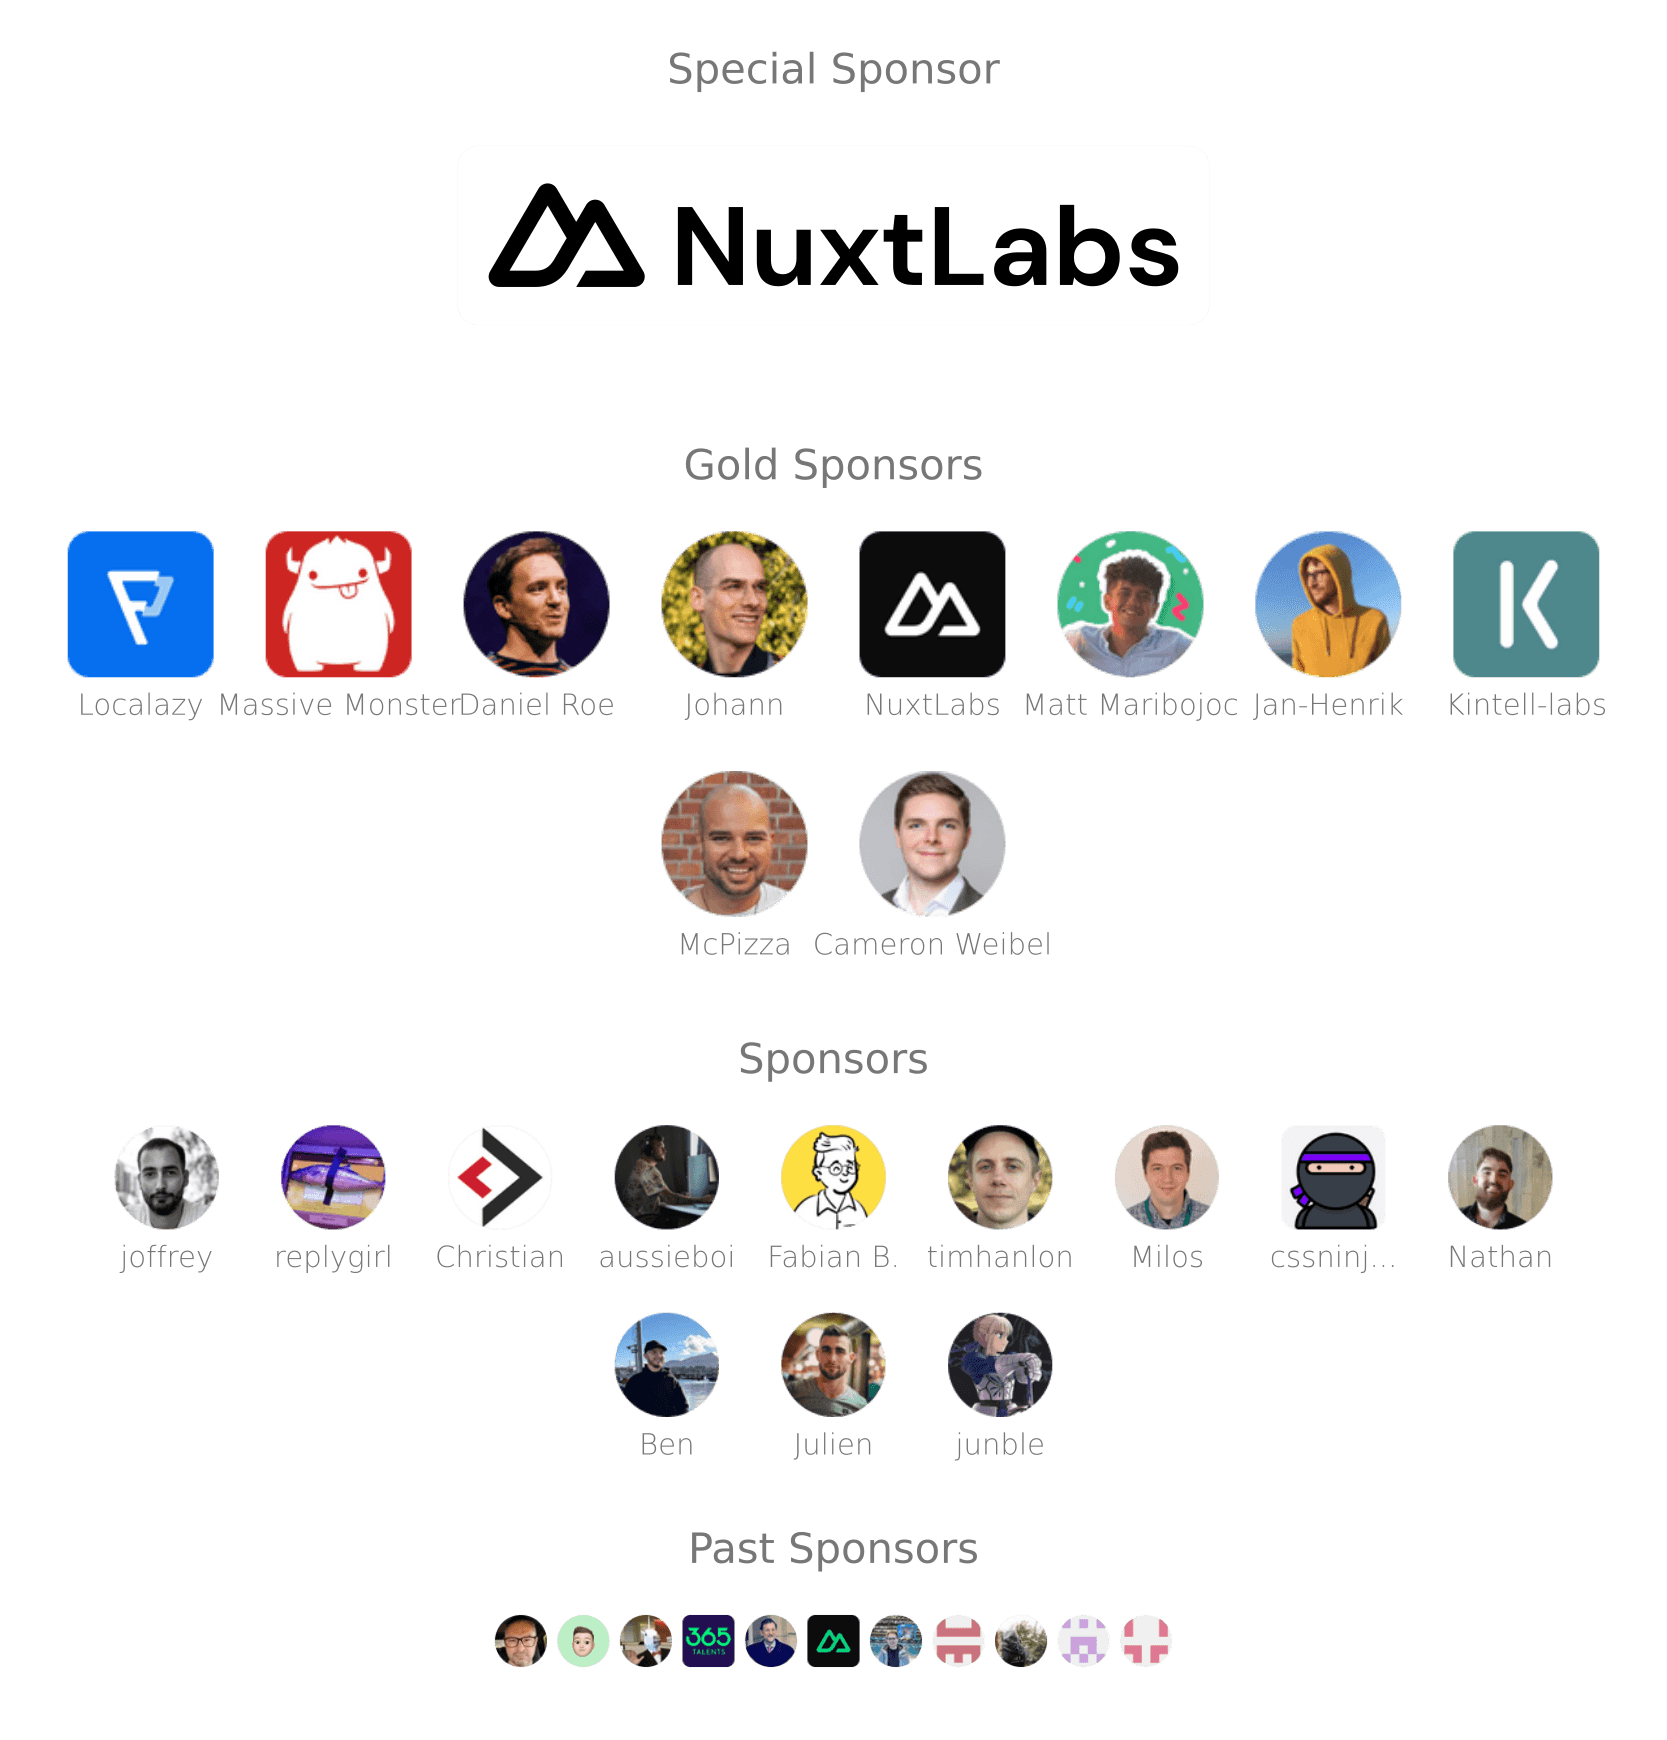 Special Sponsor
NuxtLabs
Gold Sponsors
Localazy Massive Monster Daniel Roe Johann NuxtLabs Matt Maribojoc Jan-Henrik Kintell-labs
McPizza Cameron Weibel
Sponsors
joffrey replygirl Christian aussieboi Fabian B. timhanlon Milos cssninj... Nathan
Ben Julien junble
Past Sponsors
365
TALENTS